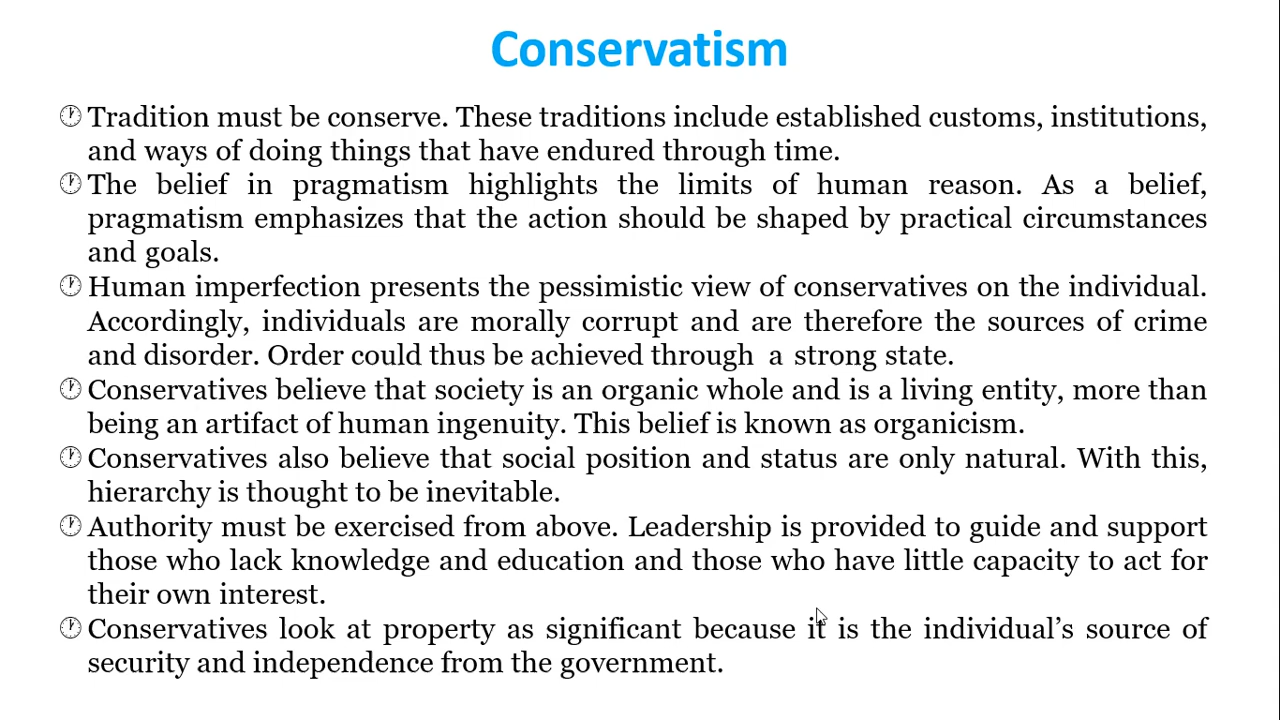 Conservatism
Tradition must be conserve. These traditions include established customs, institutions,
and ways of doing things that have endured through time.
The belief in pragmatism highlights the limits of human reason. As a belief,
pragmatism emphasizes that the action should be shaped by practical circumstances
and goals.
Human imperfection presents the pessimistic view of conservatives on the individual.
Accordingly, individuals are morally corrupt and are therefore the sources of crime
and disorder. Order could thus be achieved through a strong state.
Conservatives believe that society is an organic whole and is a living entity, more than
being an artifact of human ingenuity. This belief is known as organicism.
Conservatives also believe that social position and status are only natural. With this,
hierarchy is thought to be inevitable.
Authority must be exercised from above. Leadership is provided to guide and support
those who lack knowledge and education and those who have little capacity to act for
their own interest.
Conservatives look at property as significant because it is the individual’s source of
security and independence from the government.